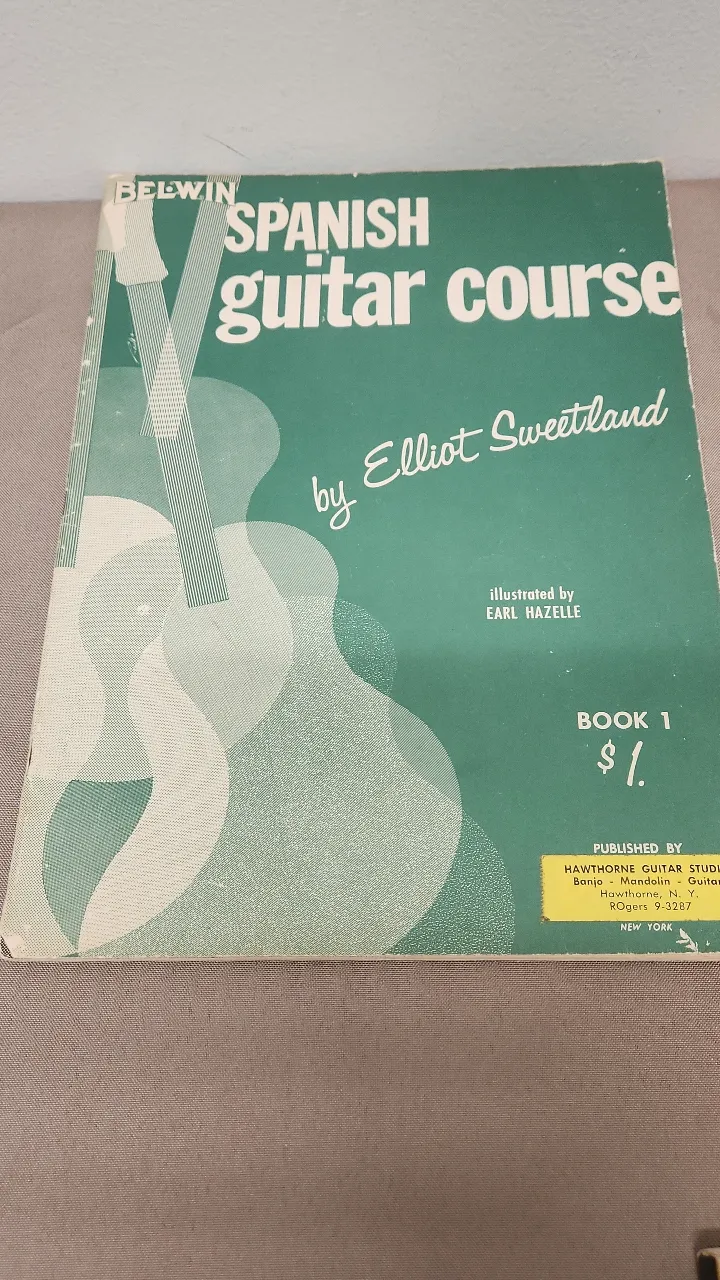 BEL·WIN
SPANISH
guitar course
by Elliot Sweetland
illustrated by
EARL HAZELLE
BOOK 1
$1.
PUBLISHED BY
HAWTHORNE GUITAR STUDI
Banjo - Mandolin - Guitar
Hawthorne, N. Y.
ROgers 9-3287
NEW YORK